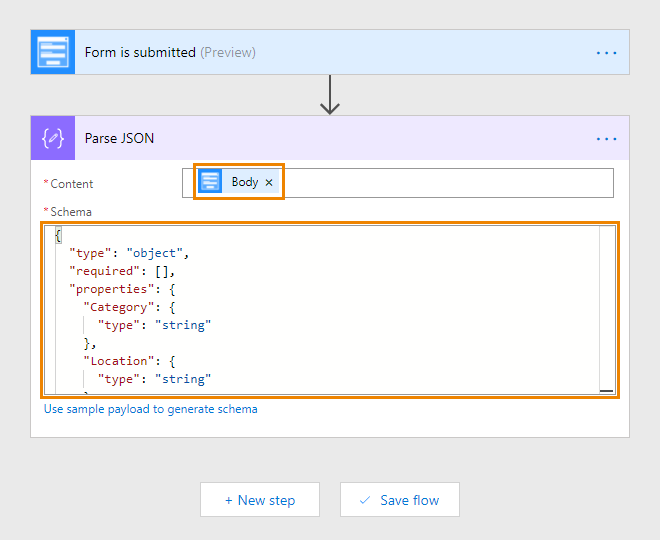 Form is submitted (Preview)
Parse JSON
* Content
Body ×
* Schema
{
"type": "object",
"required": [],
"properties": {
"Category": {
"type": "string"
},
"Location": {
"type": "string"
Use sample payload to generate schema
+ New step
Save flow